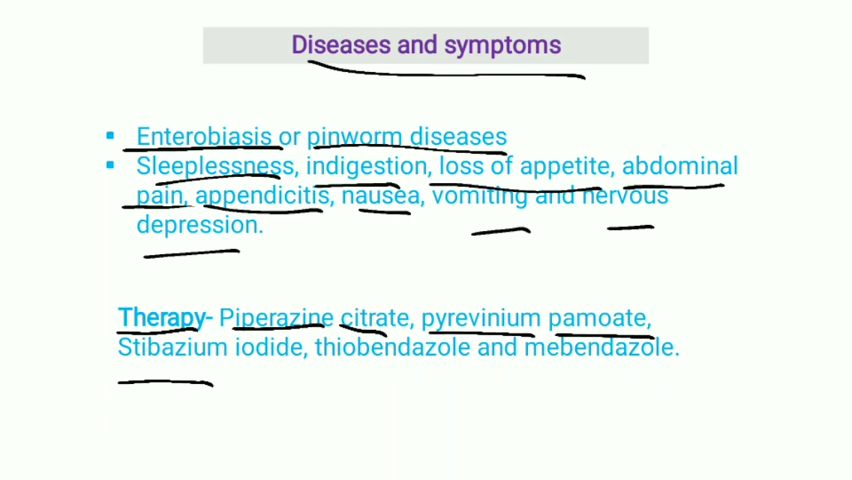 Diseases and symptoms
▪ Enterobiasis or pinworm diseases
▪ Sleeplessness, indigestion, loss of appetite, abdominal
pain, appendicitis, nausea, vomiting and nervous
depression.
Therapy- Piperazine citrate, pyrevinium pamoate,
Stibazium iodide, thiobendazole and mebendazole.